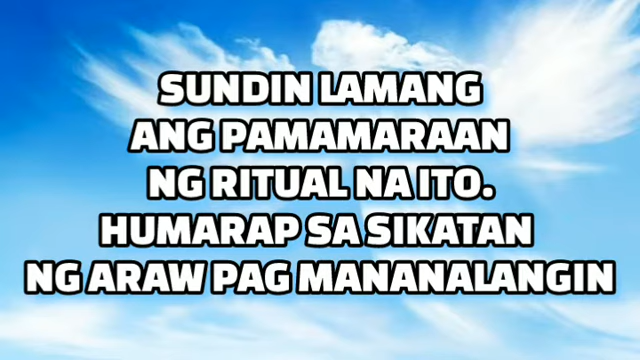 SUNDIN LAMANG
ANG PAMAMARAAN
NG RITUAL NA ITO.
HUMARAP SA SIKATAN
NG ARAW PAG MANANALANGIN